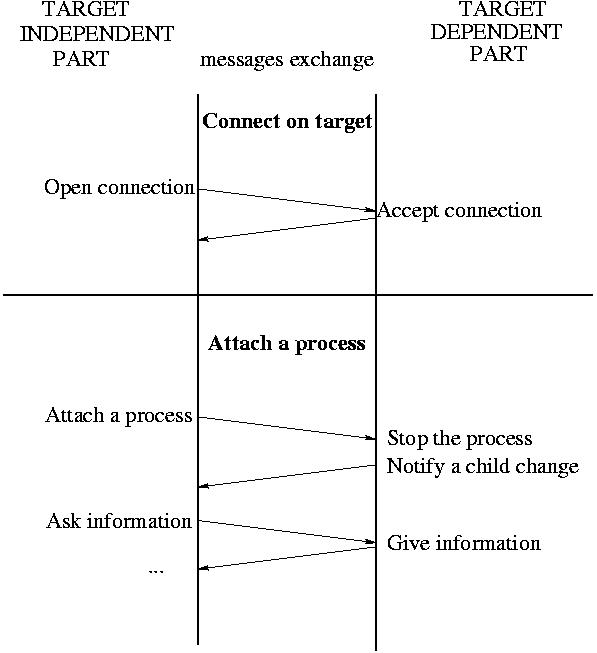 TARGET
INDEPENDENT
PART
messages exchange
TARGET
DEPENDENT
PART
Connect on target
Open connection
Accept connection
Attach a process
Attach a process
Stop the process
Notify a child change
Ask information
Give information
...